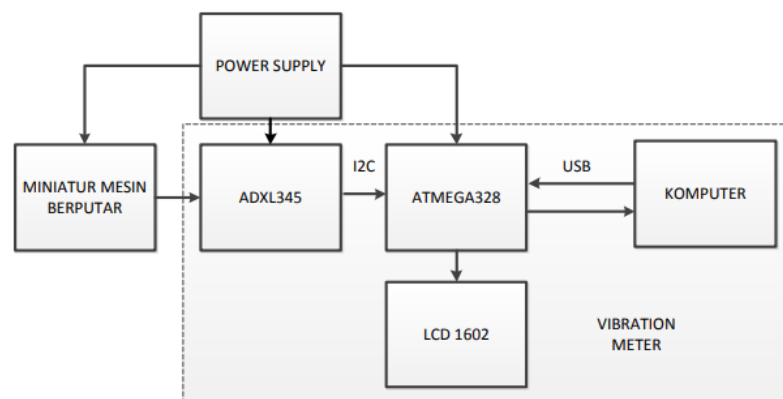 POWER SUPPLY
MINIATUR MESIN
BERPUTAR
ADXL345
I2C
ATMEGA328
USB
KOMPUTER
LCD 1602
VIBRATION
METER